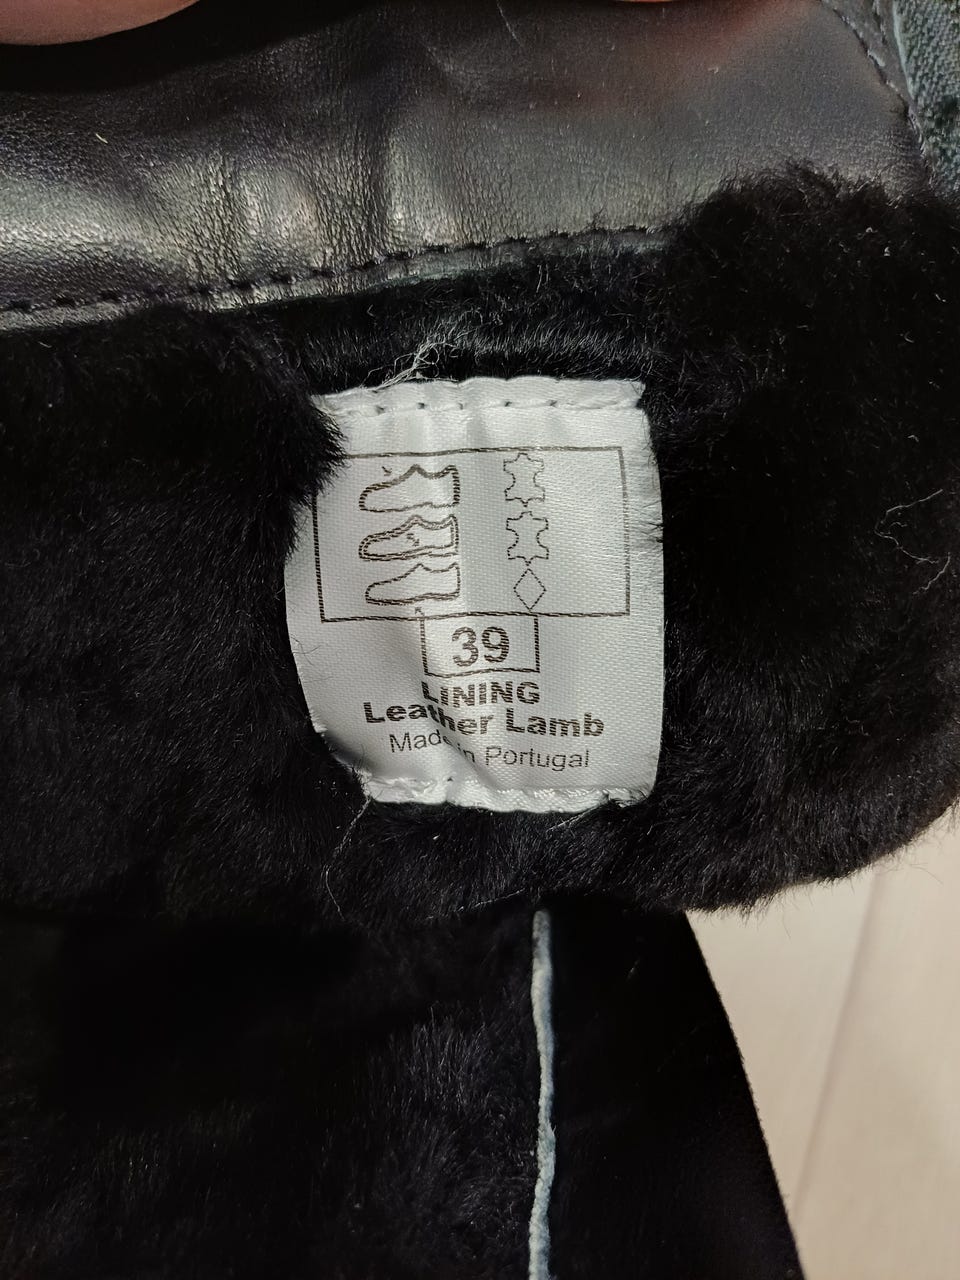 39
LINING
Leather Lamb
Made in Portugal